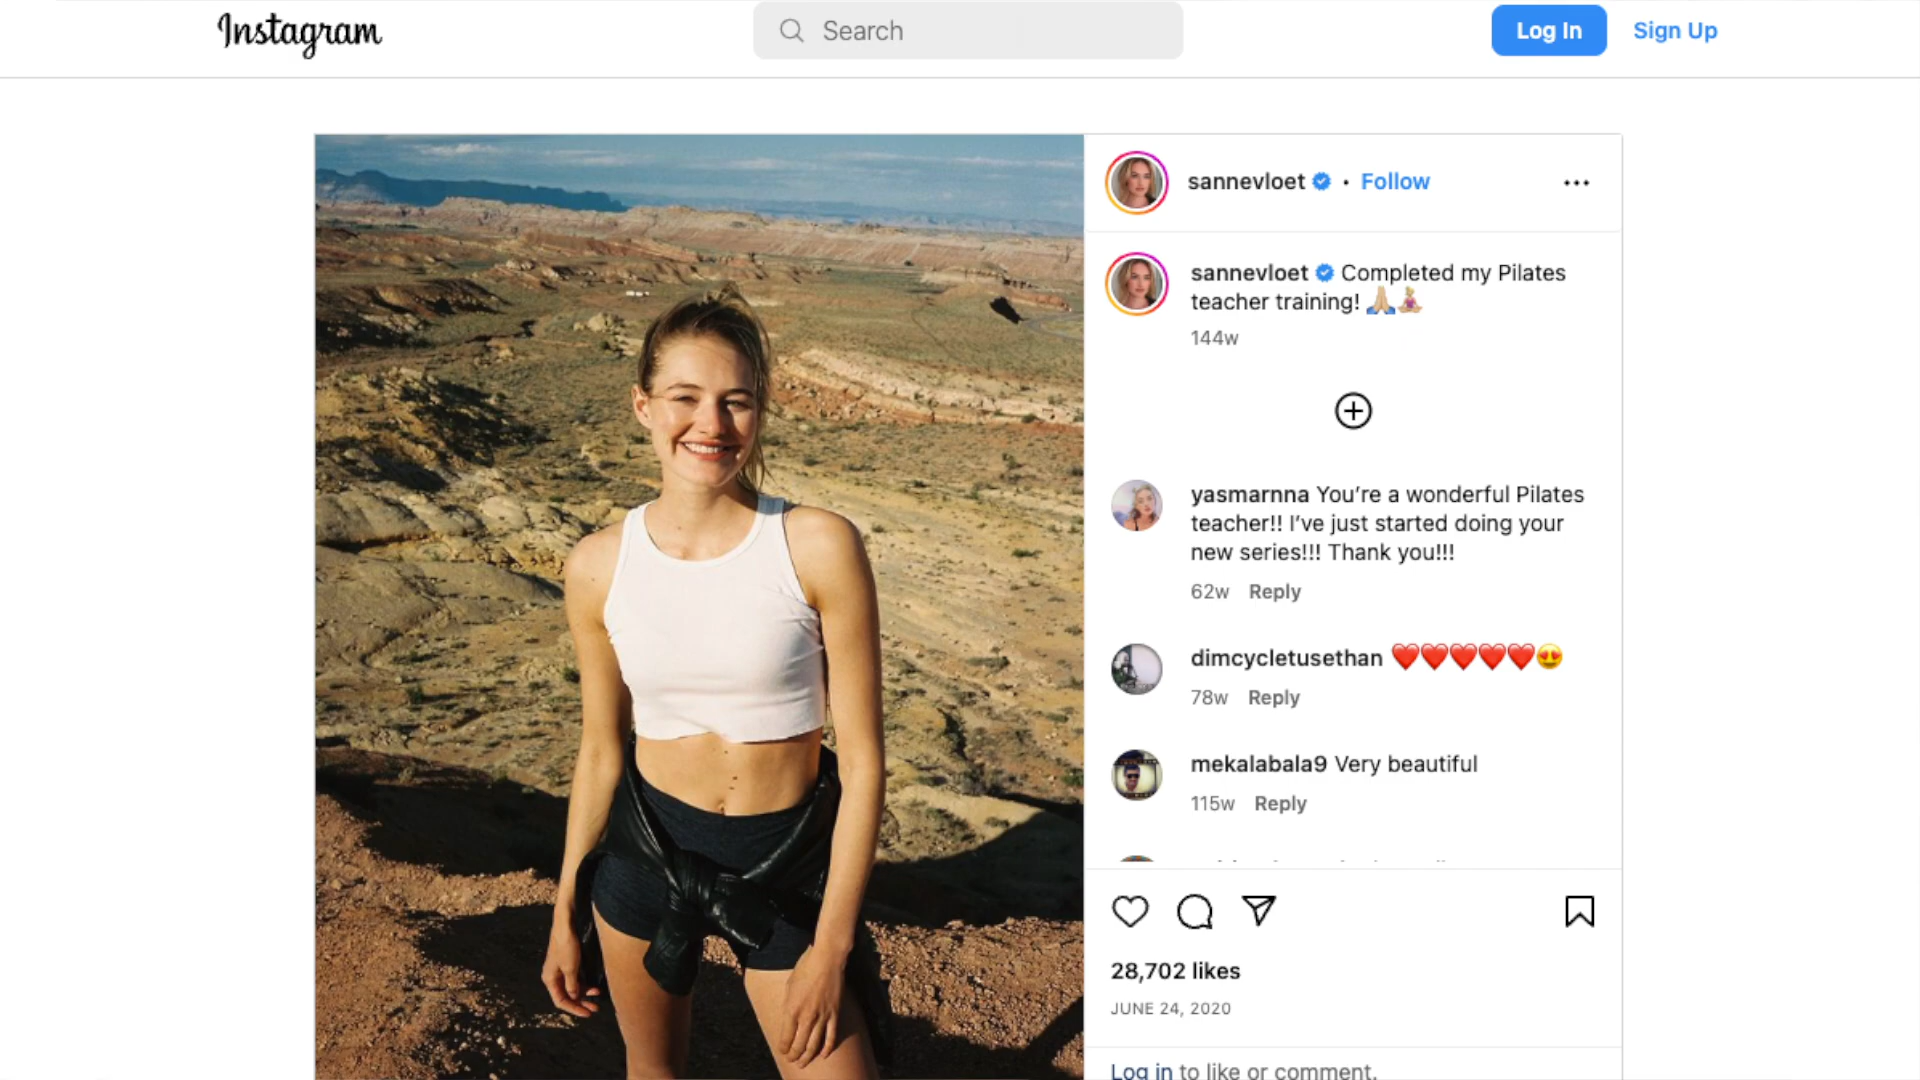 Instagram
Search
Log In
Sign Up
sannevloet • Follow
sannevloet Completed my Pilates
teacher training! 🙏🏼🧘🏼‍♀️
144w
yasmarnna You're a wonderful Pilates
teacher!! I've just started doing your
new series!!! Thank you!!!
62w Reply
dimcycletusethan ❤️❤️❤️❤️❤️😍
78w Reply
mekalabala9 Very beautiful
115w Reply
28,702 likes
JUNE 24, 2020
Log in to like or comment.